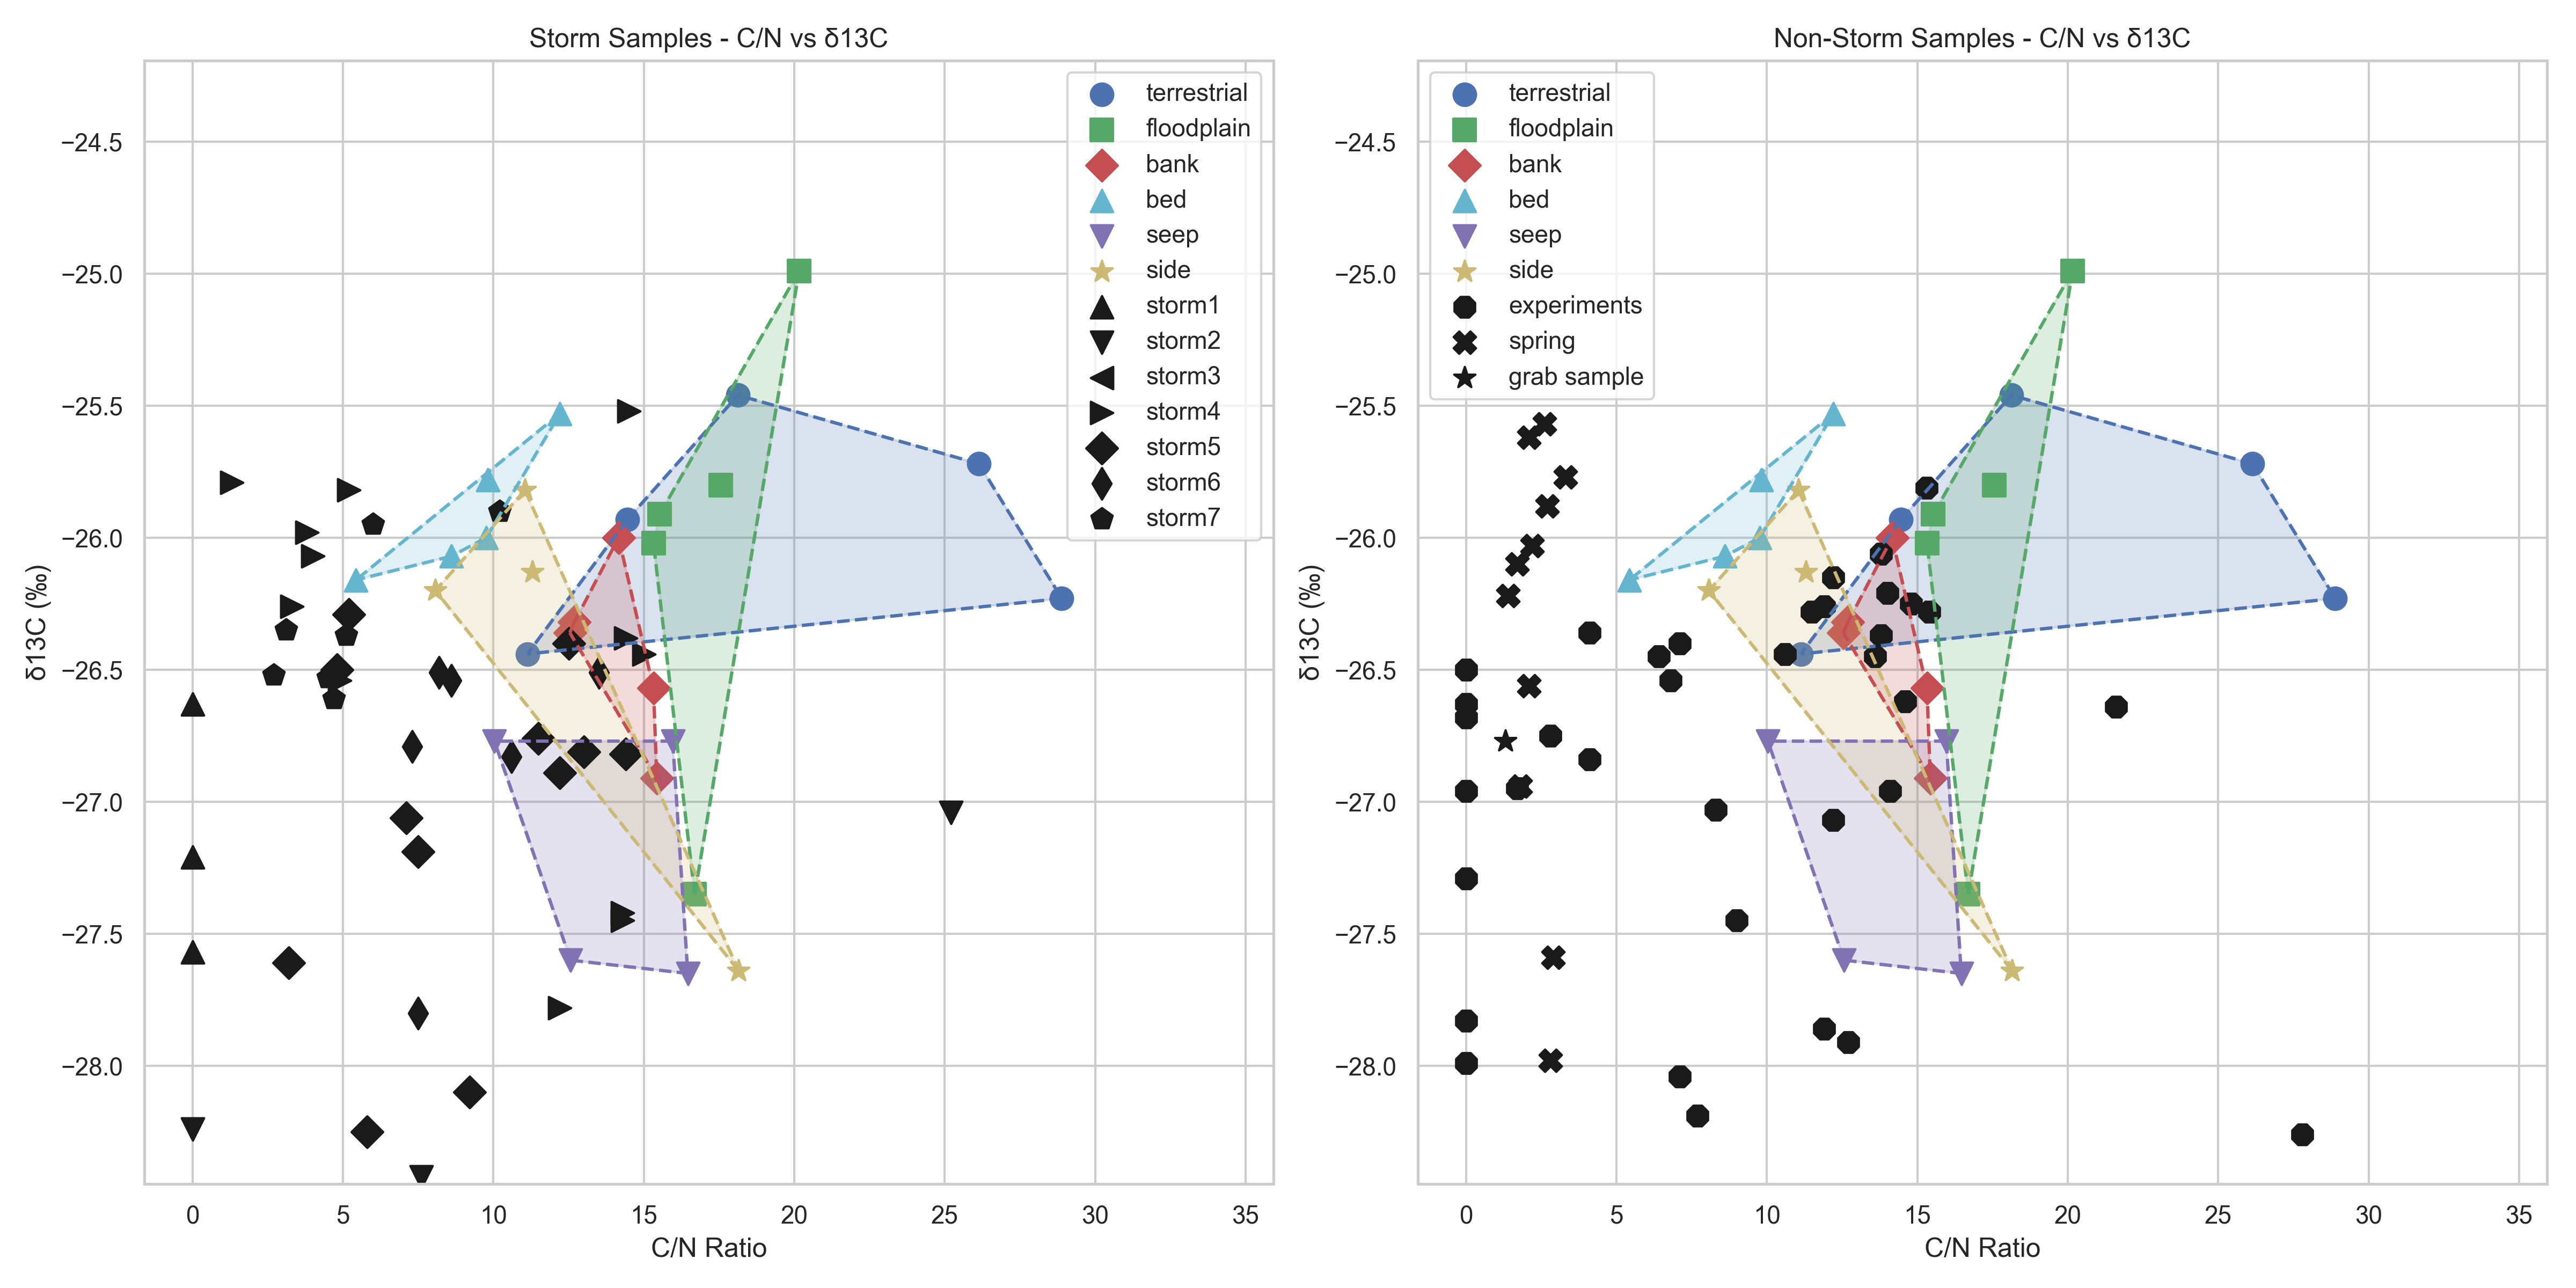 Storm Samples - C/N vs δ13C
δ13C (‰)
−24.5
−25.0
−25.5
−26.0
−26.5
−27.0
−27.5
−28.0
terrestrial
floodplain
bank
bed
seep
side
storm1
storm2
storm3
storm4
storm5
storm6
storm7
0 5 10 15 20 25 30 35
C/N Ratio
Non-Storm Samples - C/N vs δ13C
δ13C (‰)
−24.5
−25.0
−25.5
−26.0
−26.5
−27.0
−27.5
−28.0
terrestrial
floodplain
bank
bed
seep
side
experiments
spring
grab sample
0 5 10 15 20 25 30 35
C/N Ratio